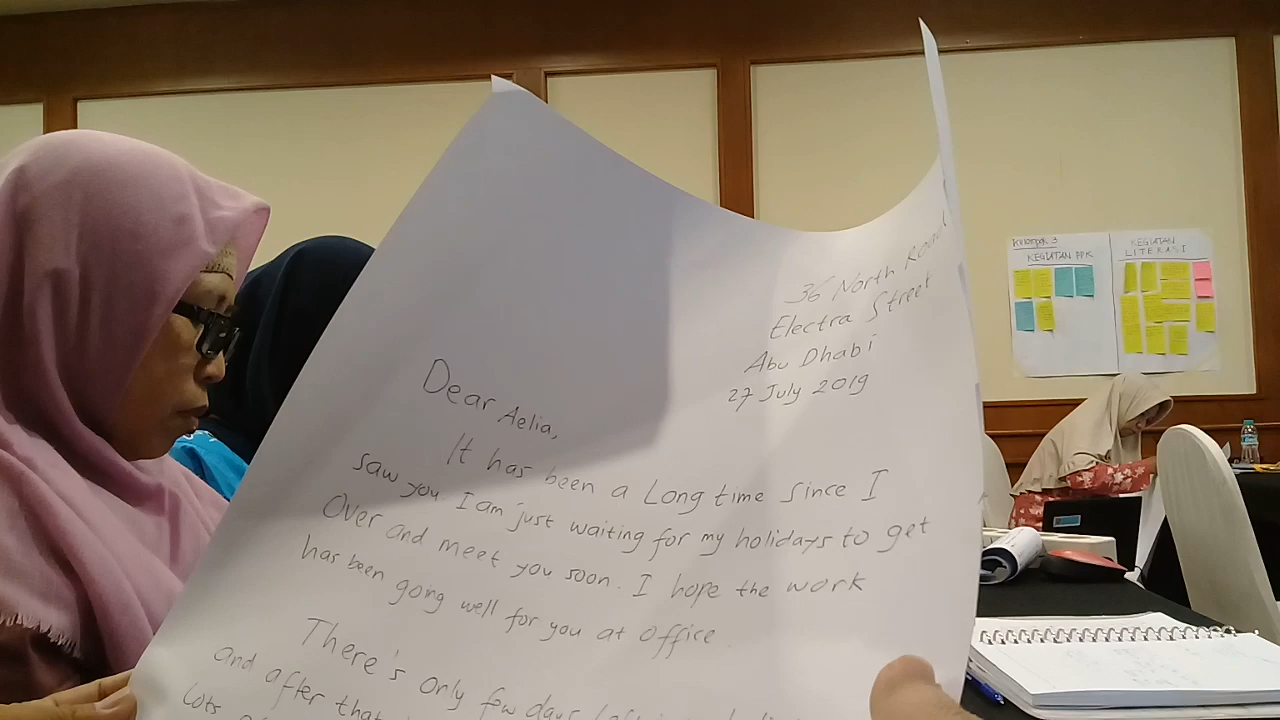 36 North Road
Electra Street
Abu Dhabi
27 July 2019
Dear Aelia,
It has been a Long time Since I
saw you I am just waiting for my holidays to get
Over and meet you soon. I hope the work
has been going well for you at office
There's only few days left
and after that
Lots
Kelompok 3
KEGIATAN PPK
KEGIATAN
LITERASI